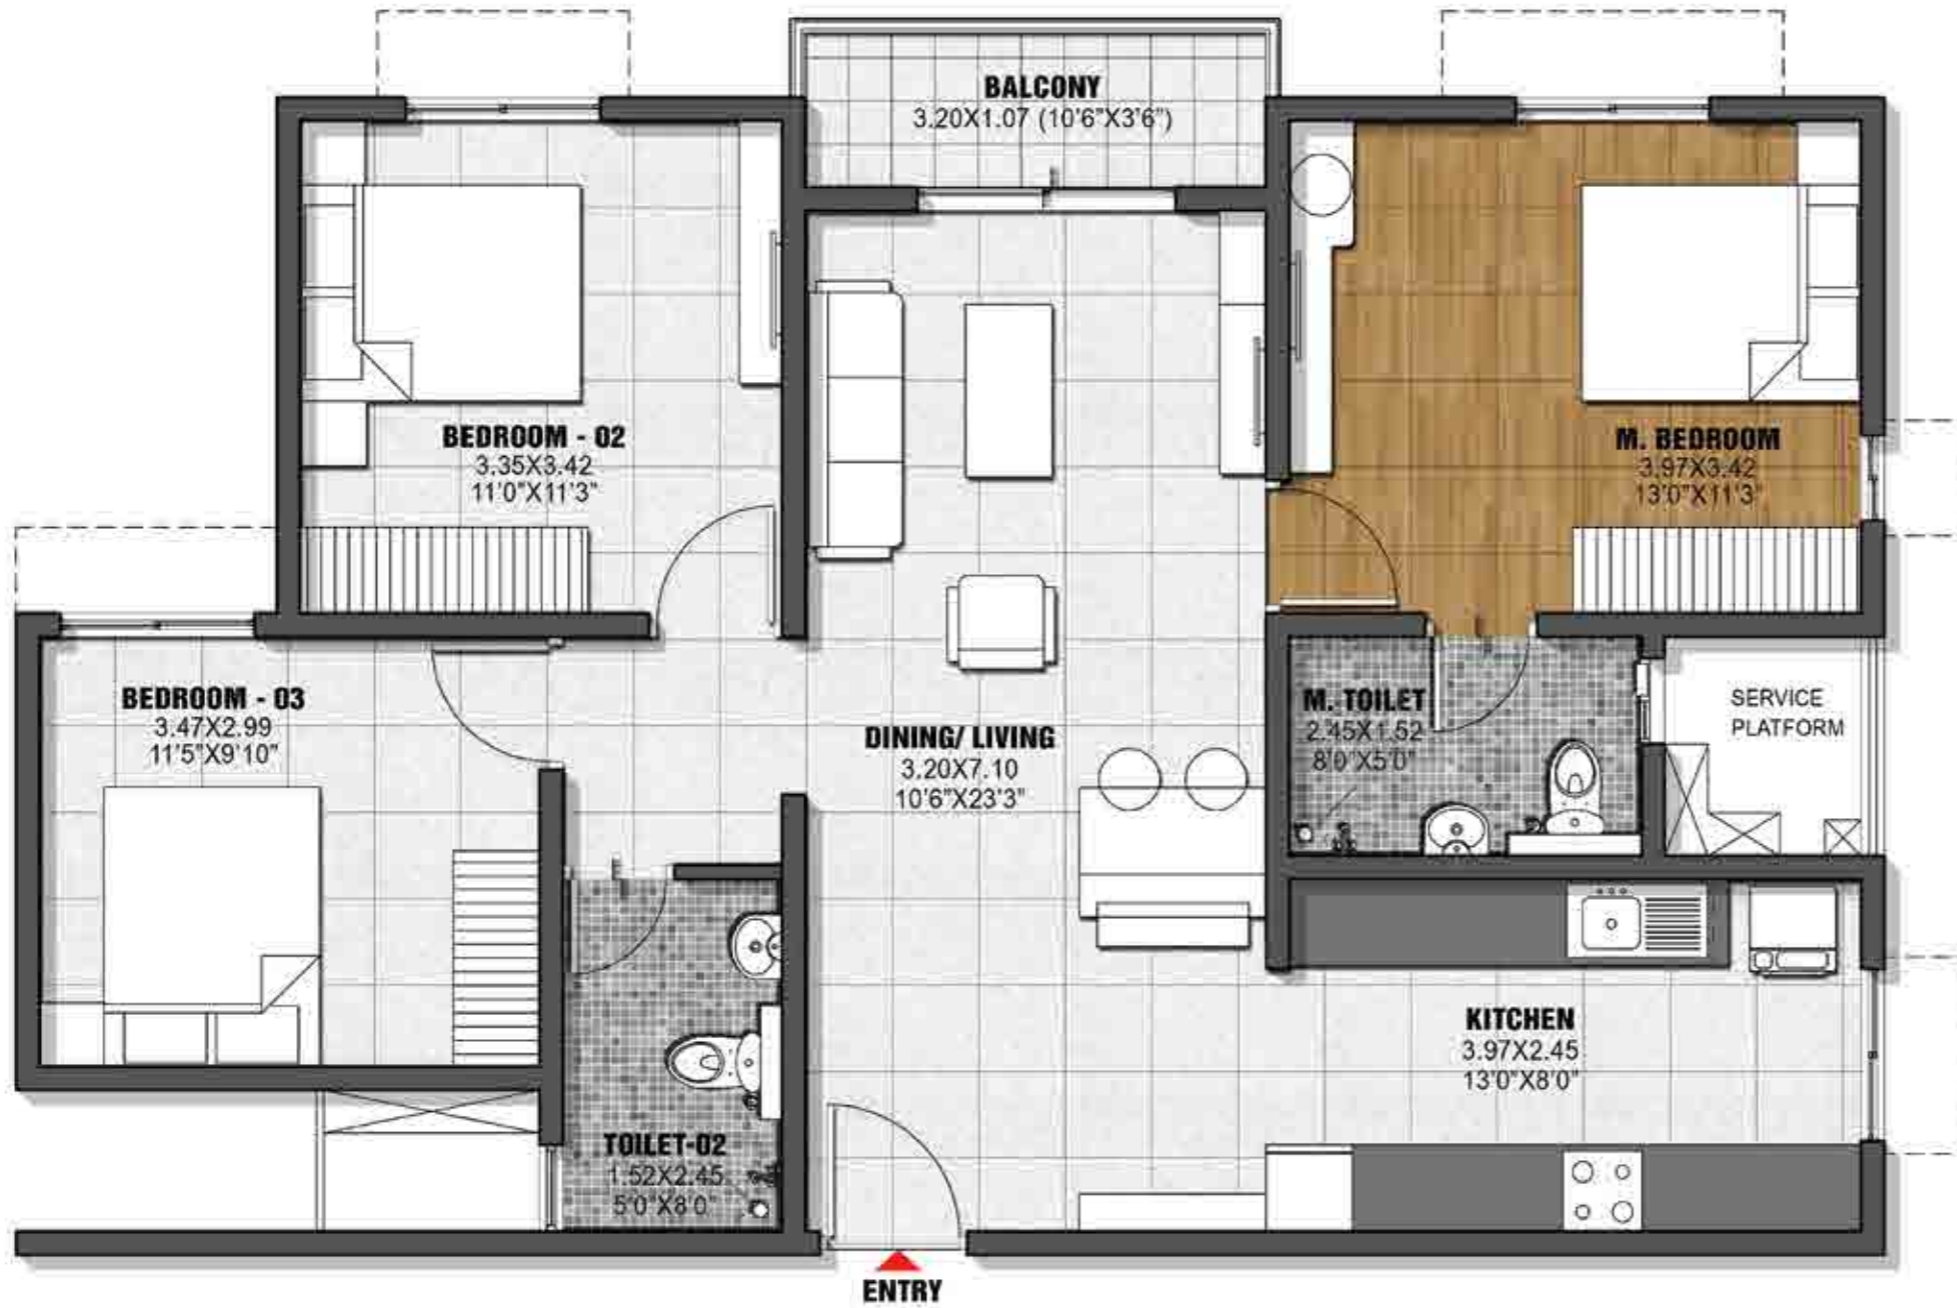 BALCONY
3.20X1.07 (10'6"X3'6")
BEDROOM - 02
3.35X3.42
11'0"X11'3"
M. BEDROOM
3.97X3.42
13'0"X11'3"
BEDROOM - 03
3.47X2.99
11'5"X9'10"
DINING/ LIVING
3.20X7.10
10'6"X23'3"
M. TOILET
2.45X1.52
8'0"X5'0"
SERVICE
PLATFORM
KITCHEN
3.97X2.45
13'0"X8'0"
TOILET-02
1.52X2.45
5'0"X8'0"
ENTRY